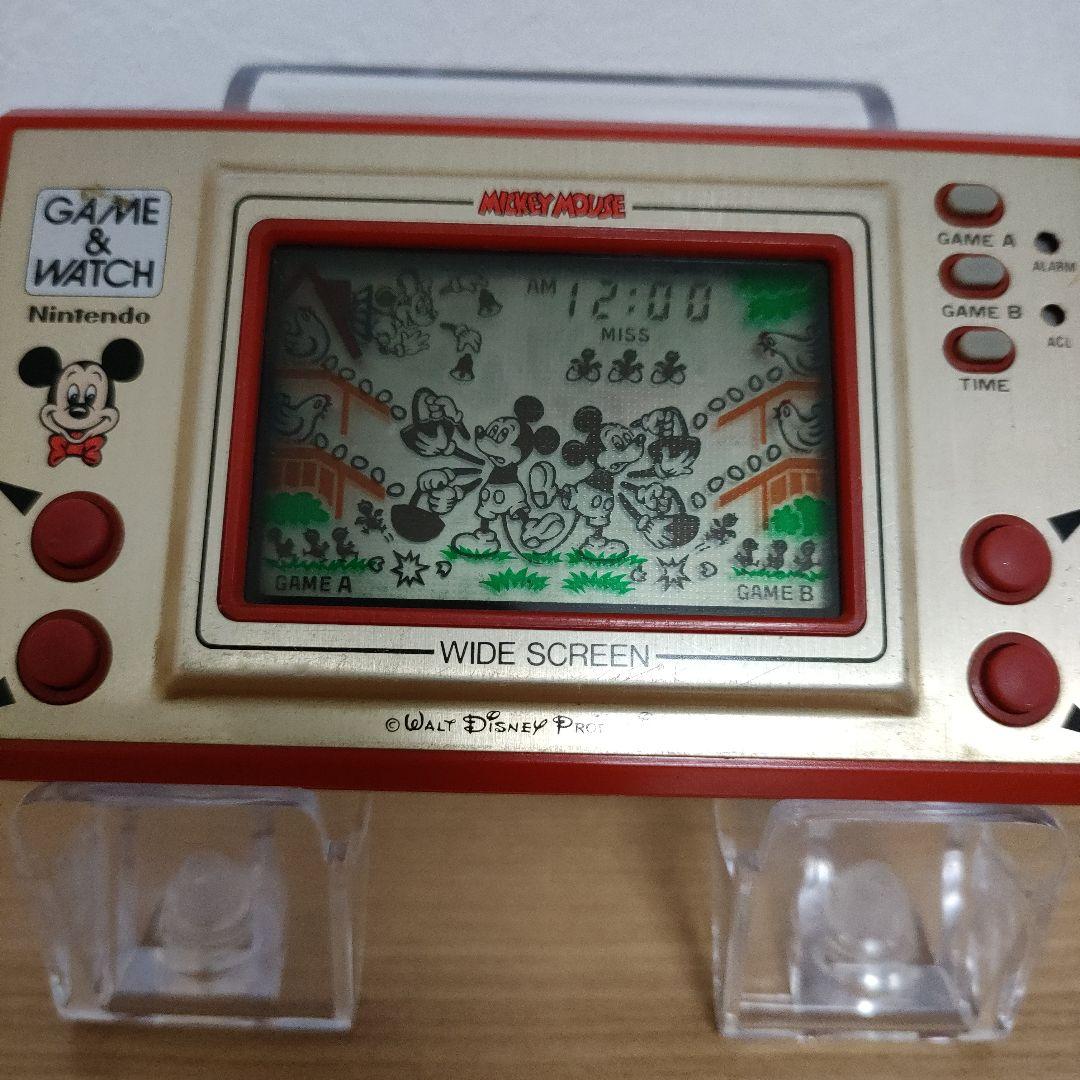 GAME
&
WATCH
Nintendo
MICKEY MOUSE
AM 12:00
MISS
GAME A
GAME B
WIDE SCREEN
© WALT DISNEY
GAME A
ALARM
GAME B
ACL
TIME